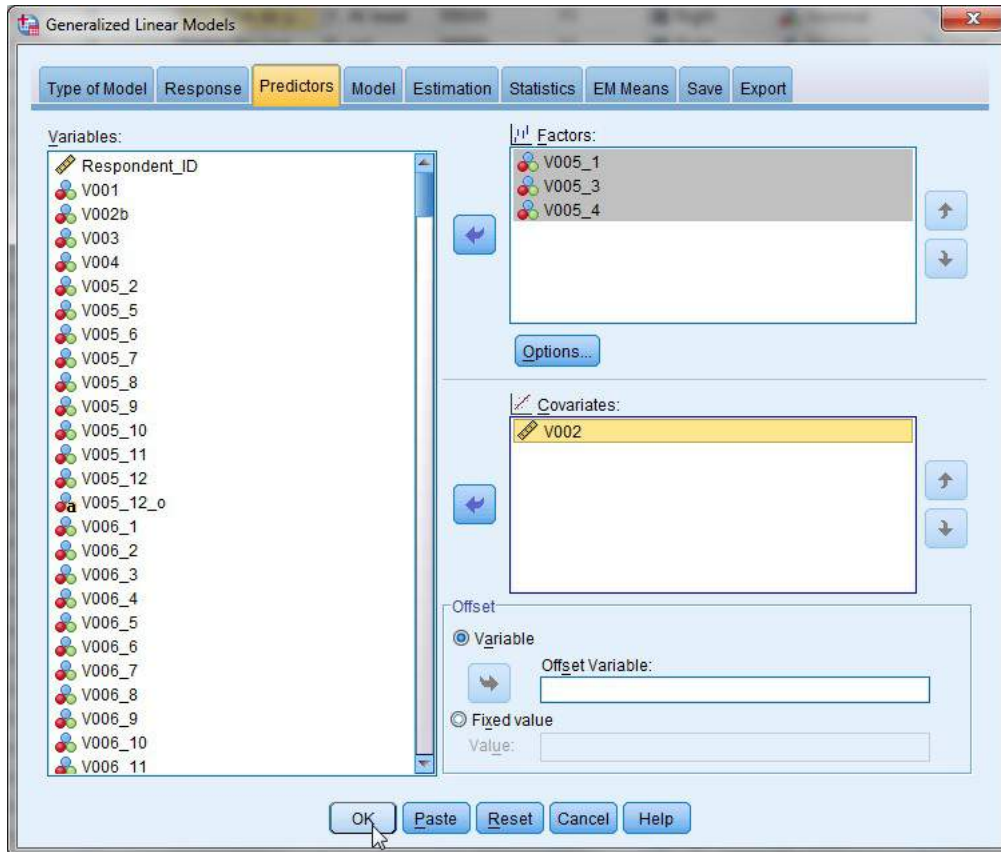 Generalized Linear Models
Type of Model Response Predictors Model Estimation Statistics EM Means Save Export
Variables:
Respondent_ID
V001
V002b
V003
V004
V005_2
V005_5
V005_6
V005_7
V005_8
V005_9
V005_10
V005_11
V005_12
V005_12_o
V006_1
V006_2
V006_3
V006_4
V006_5
V006_6
V006_7
V006_8
V006_9
V006_10
V006_11
Factors:
V005_1
V005_3
V005_4
Options...
Covariates:
V002
Offset
Variable
Offset Variable:
Fixed value
Value:
OK Paste Reset Cancel Help